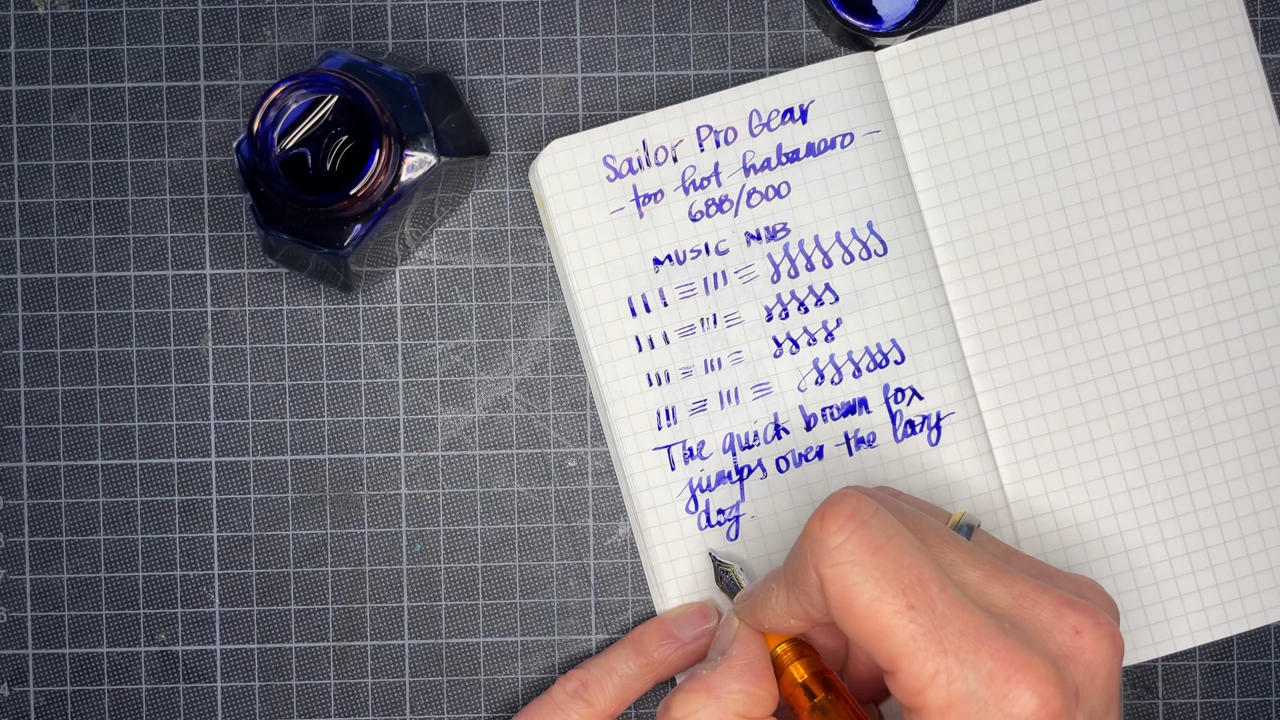 Sailor Pro Gear
- too hot habanero -
688/800
MUSIC NIB
The quick brown fox
jumps over the lazy
dog.